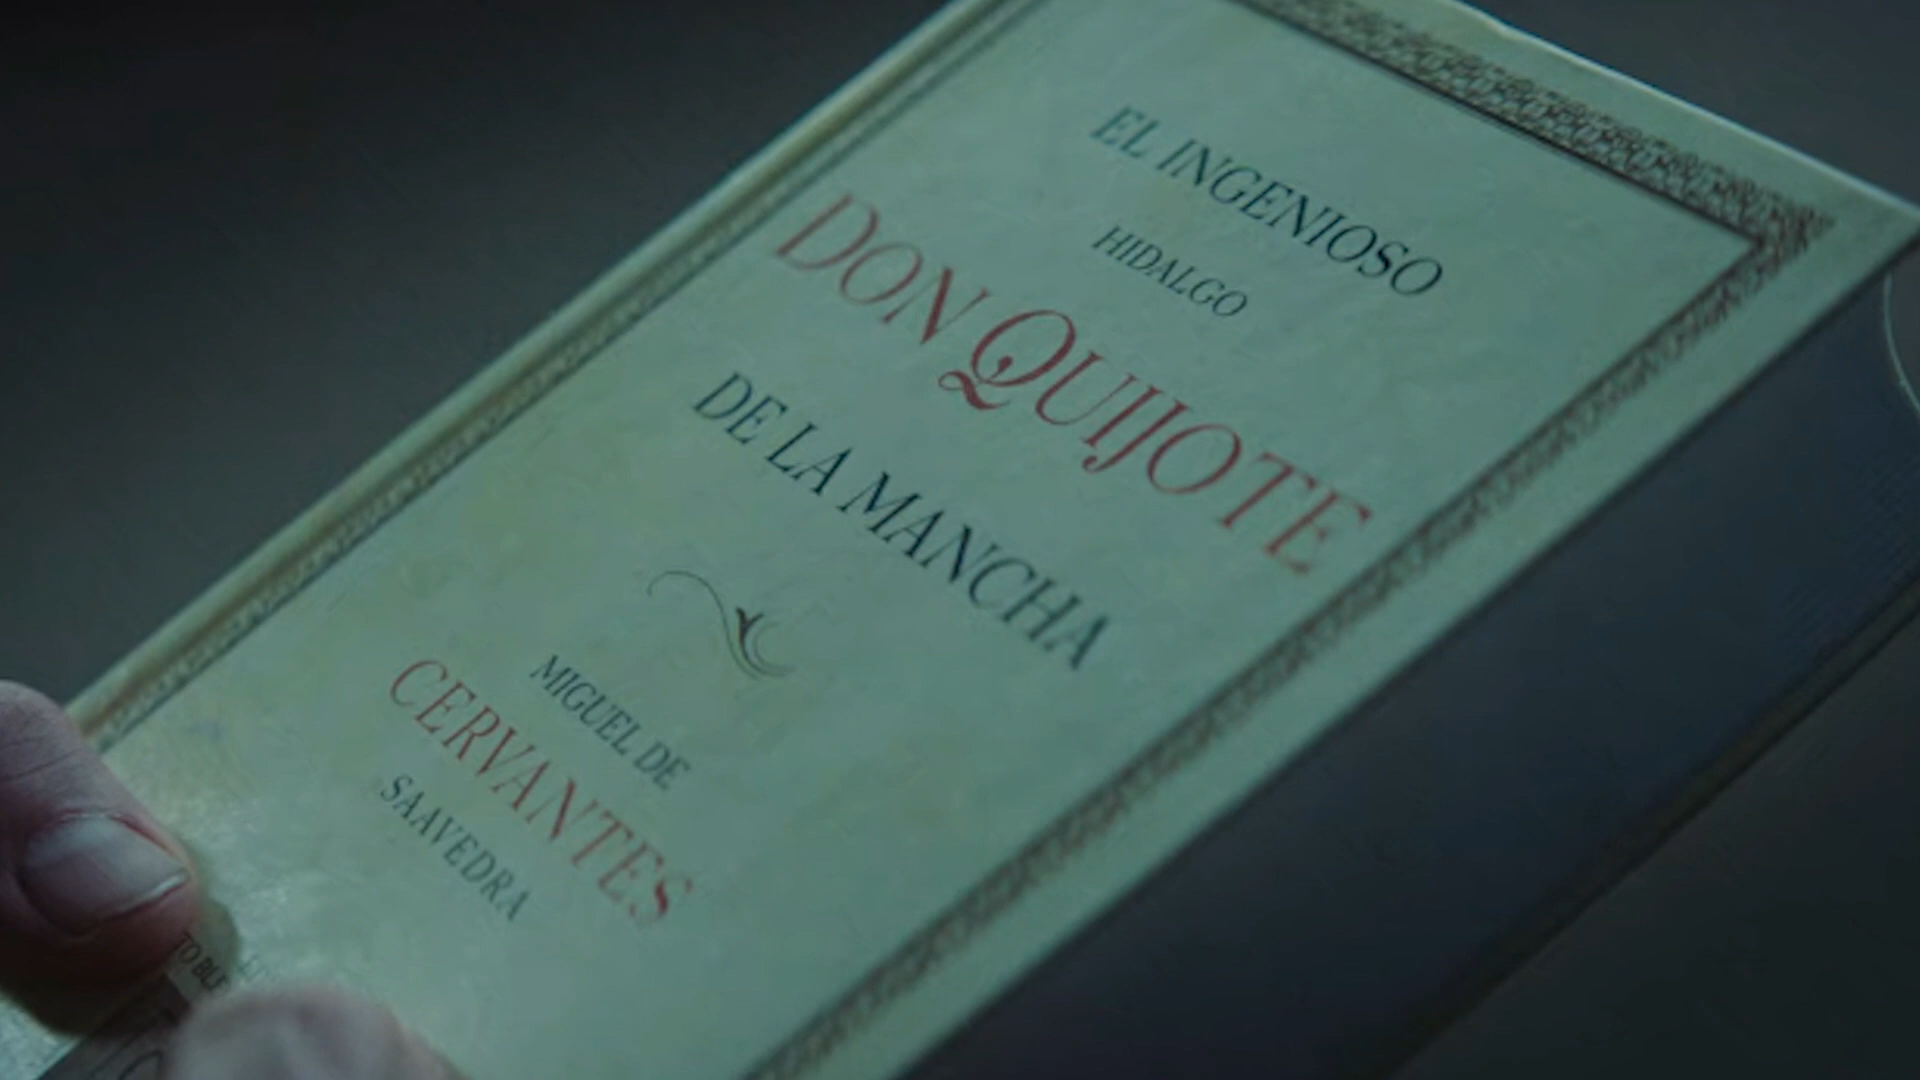 EL INGENIOSO
HIDALGO
DON QUIJOTE
DE LA MANCHA
MIGUEL DE
CERVANTES
SAAVEDRA